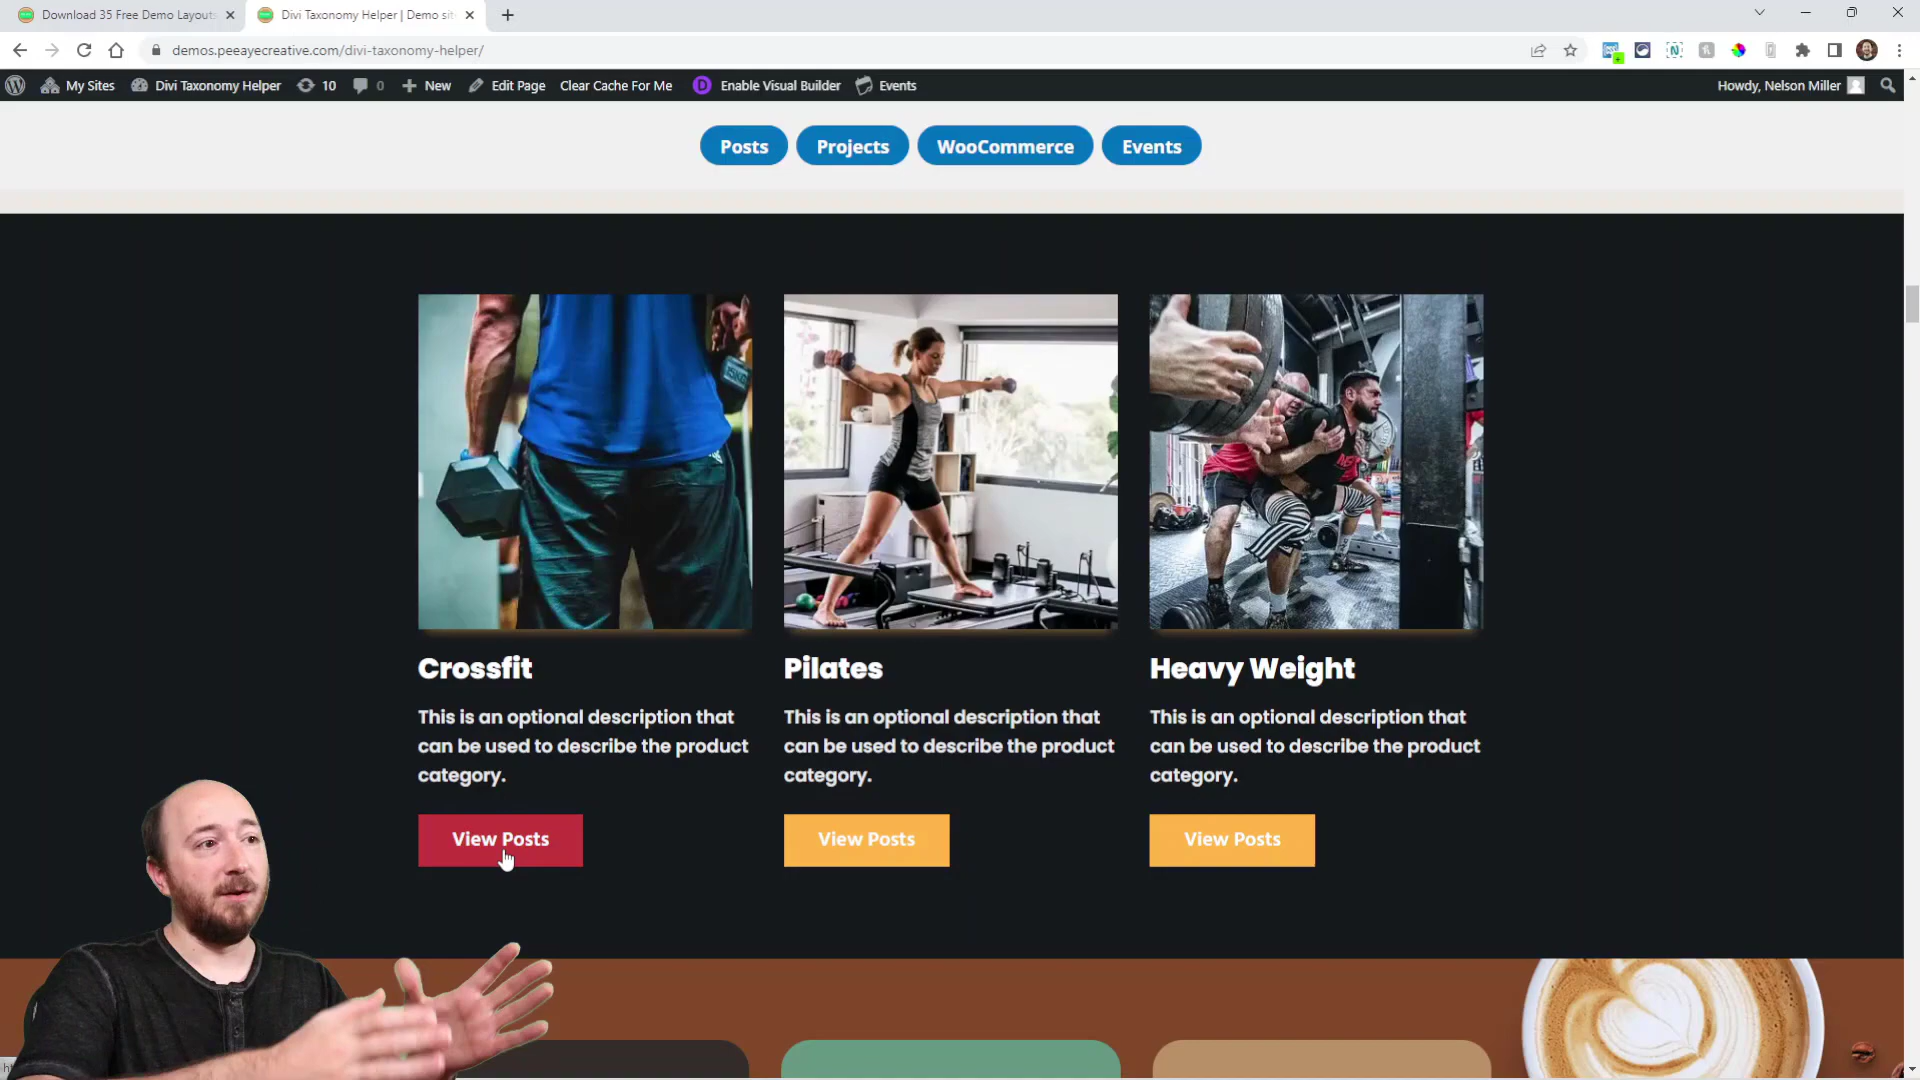 Download 35 Free Demo Layouts
Divi Taxonomy Helper | Demo sit
demos.peeayecreative.com/divi-taxonomy-helper/
My Sites
Divi Taxonomy Helper
10
0
New
Edit Page
Clear Cache For Me
D
Enable Visual Builder
Events
Howdy, Nelson Miller
Posts
Projects
WooCommerce
Events
15KG
Crossfit
This is an optional description that
can be used to describe the product
category.
View Posts
Pilates
This is an optional description that
can be used to describe the product
category.
View Posts
Heavy Weight
This is an optional description that
can be used to describe the product
category.
View Posts